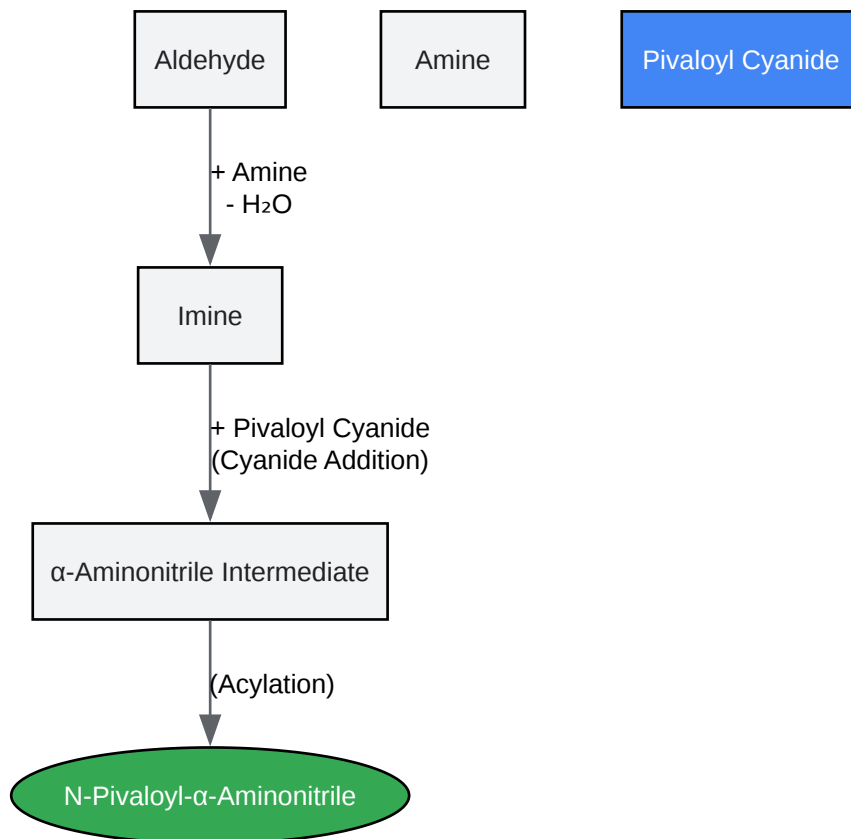 Aldehyde
Amine
Pivaloyl Cyanide
+ Amine
- H₂O
Imine
+ Pivaloyl Cyanide
(Cyanide Addition)
α-Aminonitrile Intermediate
(Acylation)
N-Pivaloyl-α-Aminonitrile